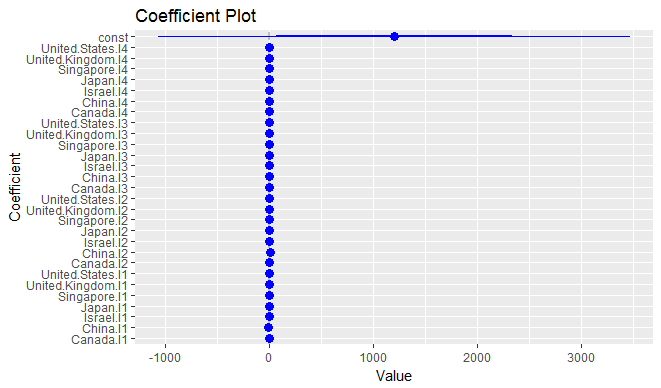 Coefficient Plot
const
United.States.l4
United.Kingdom.l4
Singapore.l4
Japan.l4
Israel.l4
China.l4
Canada.l4
United.States.l3
United.Kingdom.l3
Singapore.l3
Japan.l3
Israel.l3
China.l3
Canada.l3
United.States.l2
United.Kingdom.l2
Singapore.l2
Japan.l2
Israel.l2
China.l2
Canada.l2
United.States.l1
United.Kingdom.l1
Singapore.l1
Japan.l1
Israel.l1
China.l1
Canada.l1
Coefficient
-1000 0 1000 2000 3000
Value